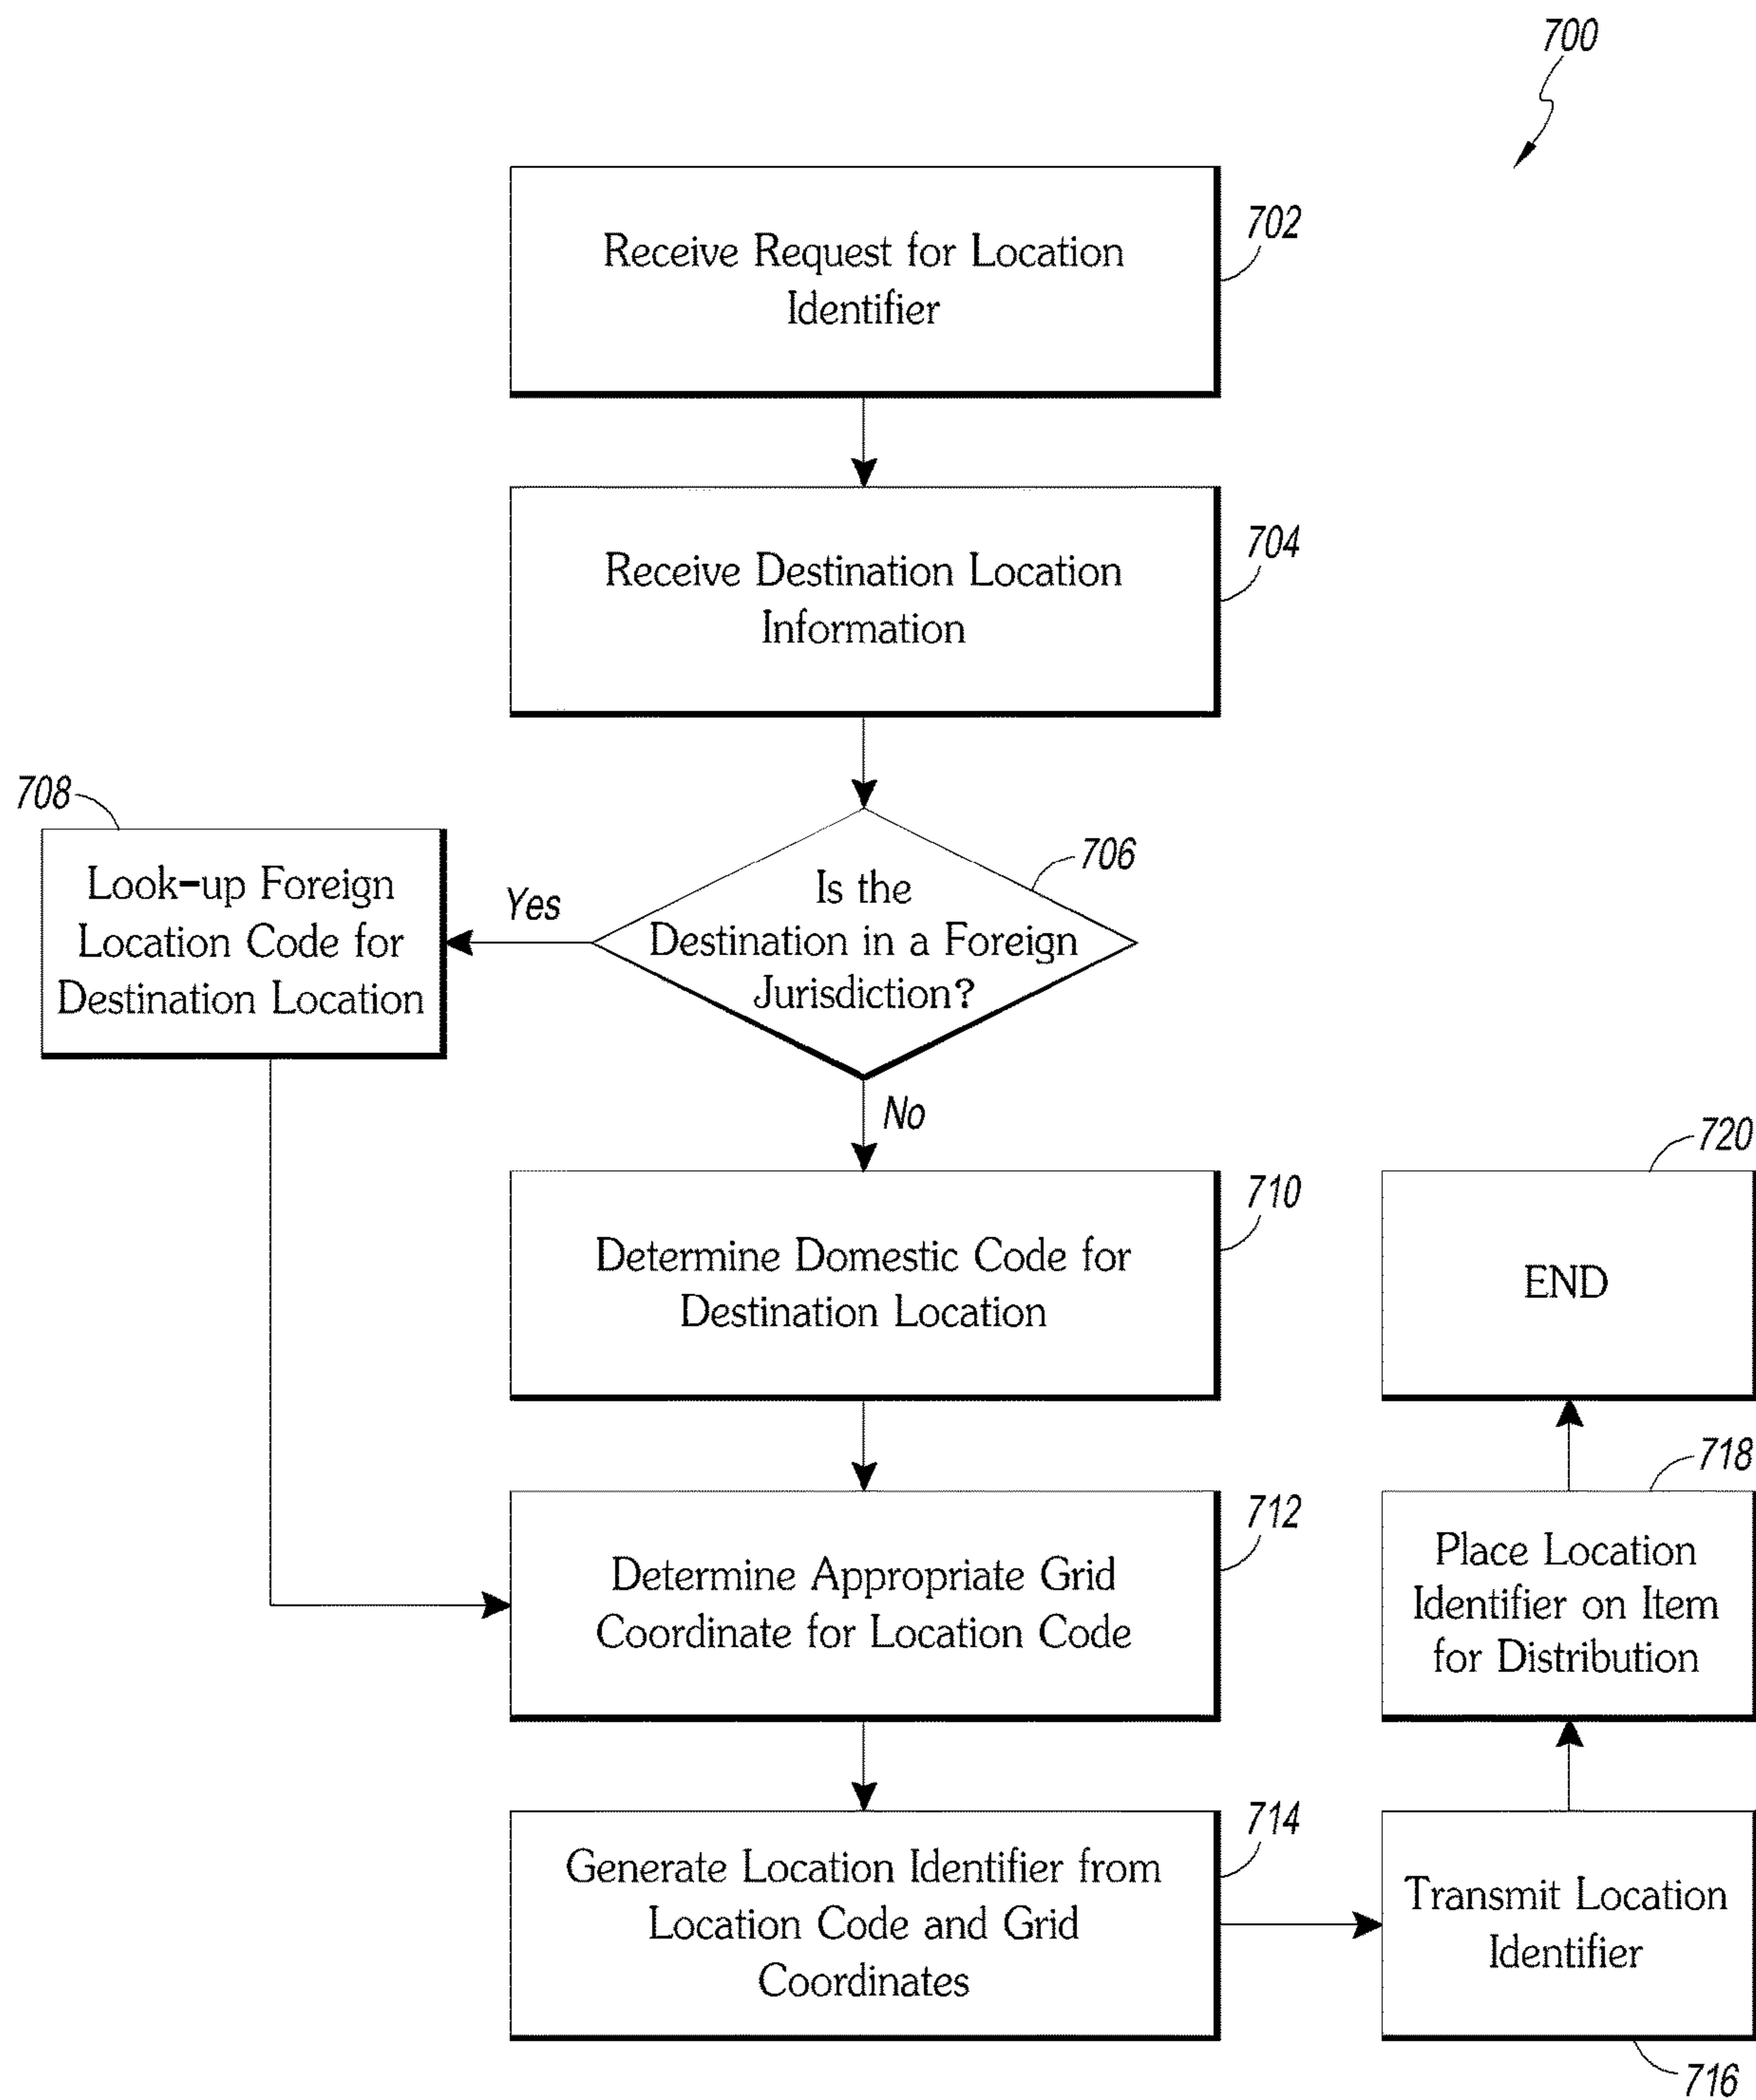 700
Receive Request for Location
Identifier
702
Receive Destination Location
Information
704
708
Look-up Foreign
Location Code for
Destination Location
Yes
706
Is the
Destination in a Foreign
Jurisdiction?
No
710
Determine Domestic Code for
Destination Location
712
Determine Appropriate Grid
Coordinate for Location Code
714
Generate Location Identifier from
Location Code and Grid
Coordinates
Transmit Location
Identifier
716
718
Place Location
Identifier on Item
for Distribution
720
END